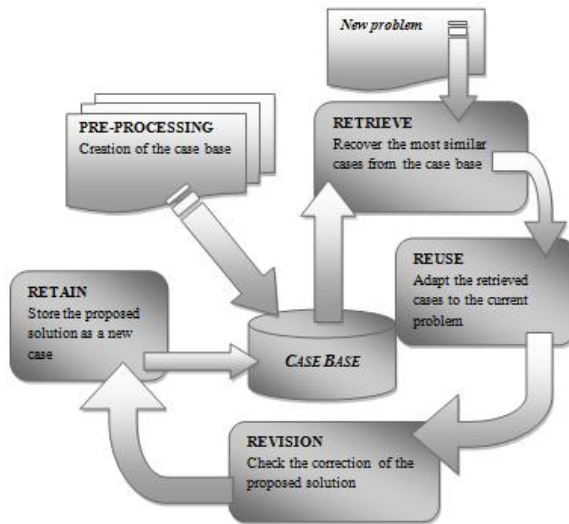 New problem
PRE-PROCESSING
Creation of the case base
RETRIEVE
Recover the most similar
cases from the case base
REUSE
Adapt the retrieved
cases to the current
problem
RETAIN
Store the proposed
solution as a new
case
CASE BASE
REVISION
Check the correction of the
proposed solution